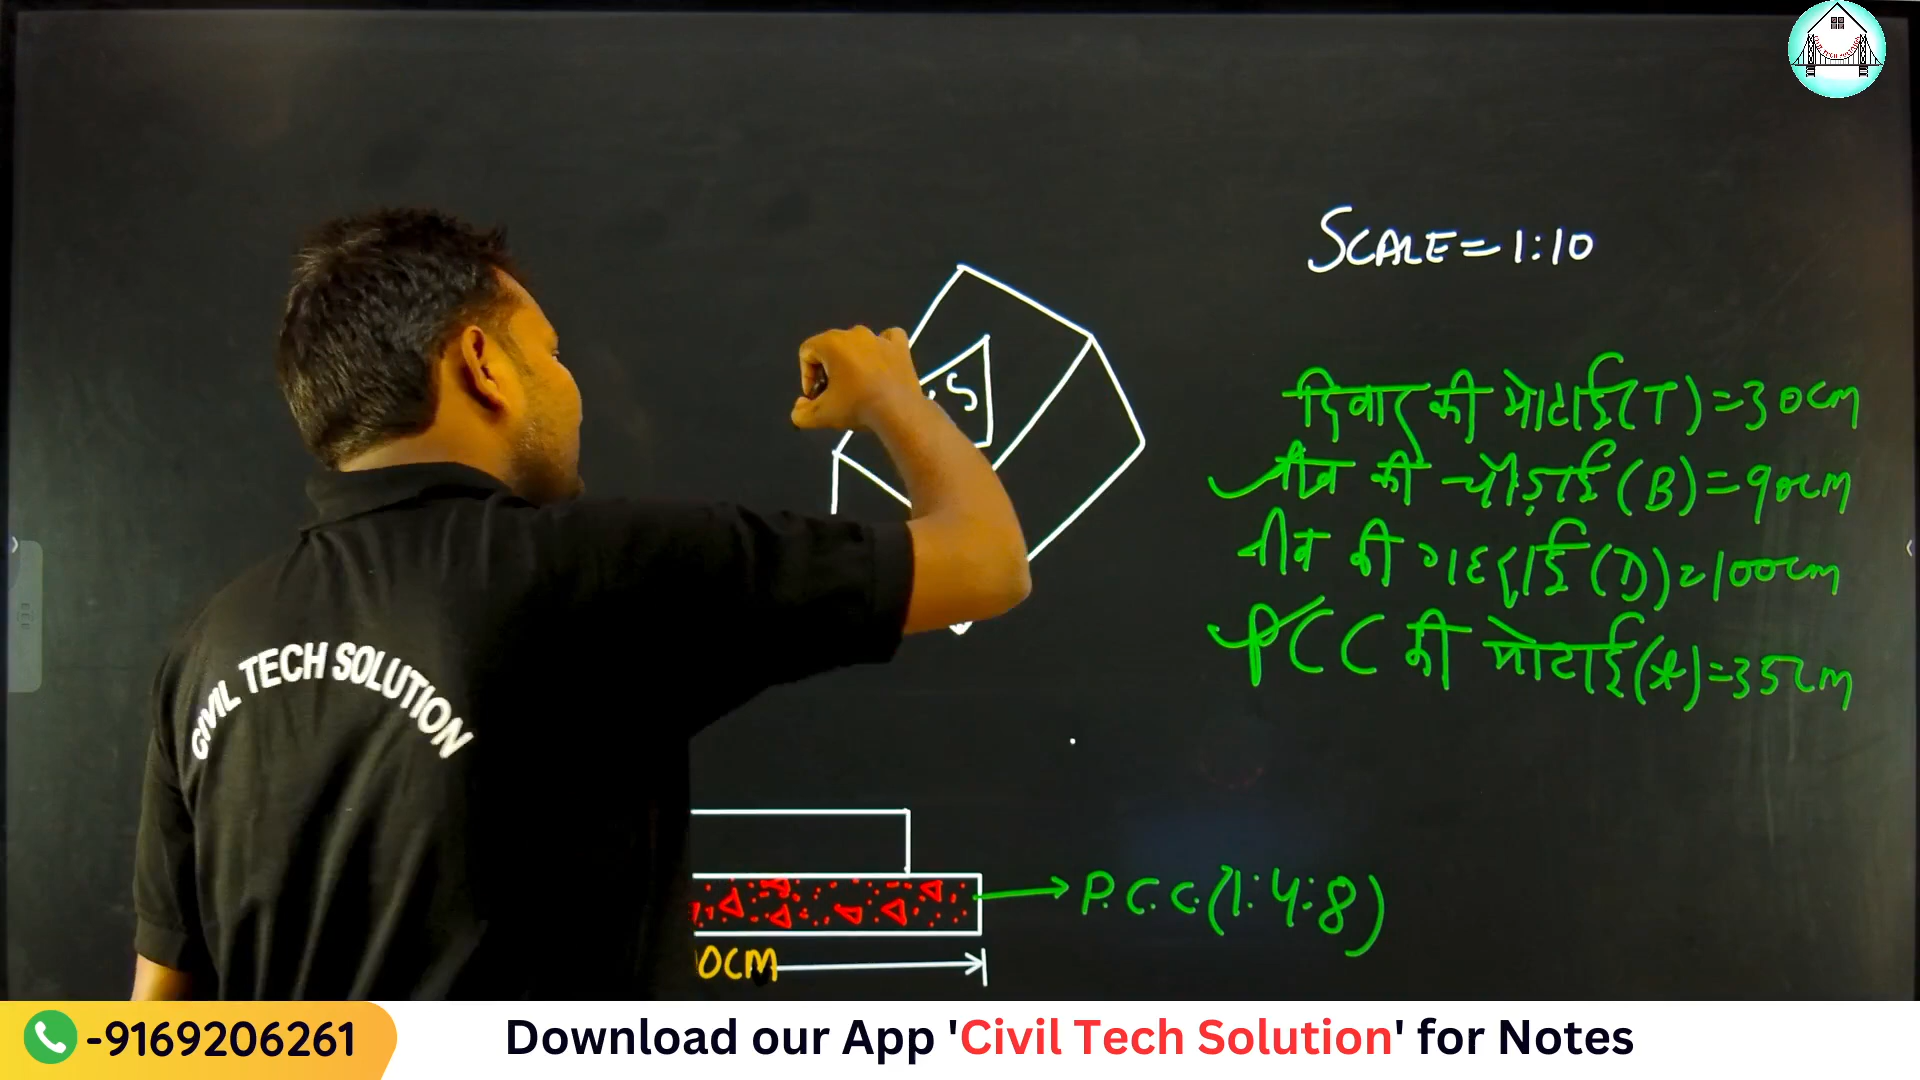 SCALE = 1:10
दिवार की मोटाई (T) = 30cm
नीव की चौड़ाई (B) = 90cm
नीव की गहराई (D) = 100cm
PCC की मोटाई (*) = 35cm
S
CIVIL TECH SOLUTION
P.C.C. (1:4:8)
0CM
-9169206261
Download our App 'Civil Tech Solution' for Notes